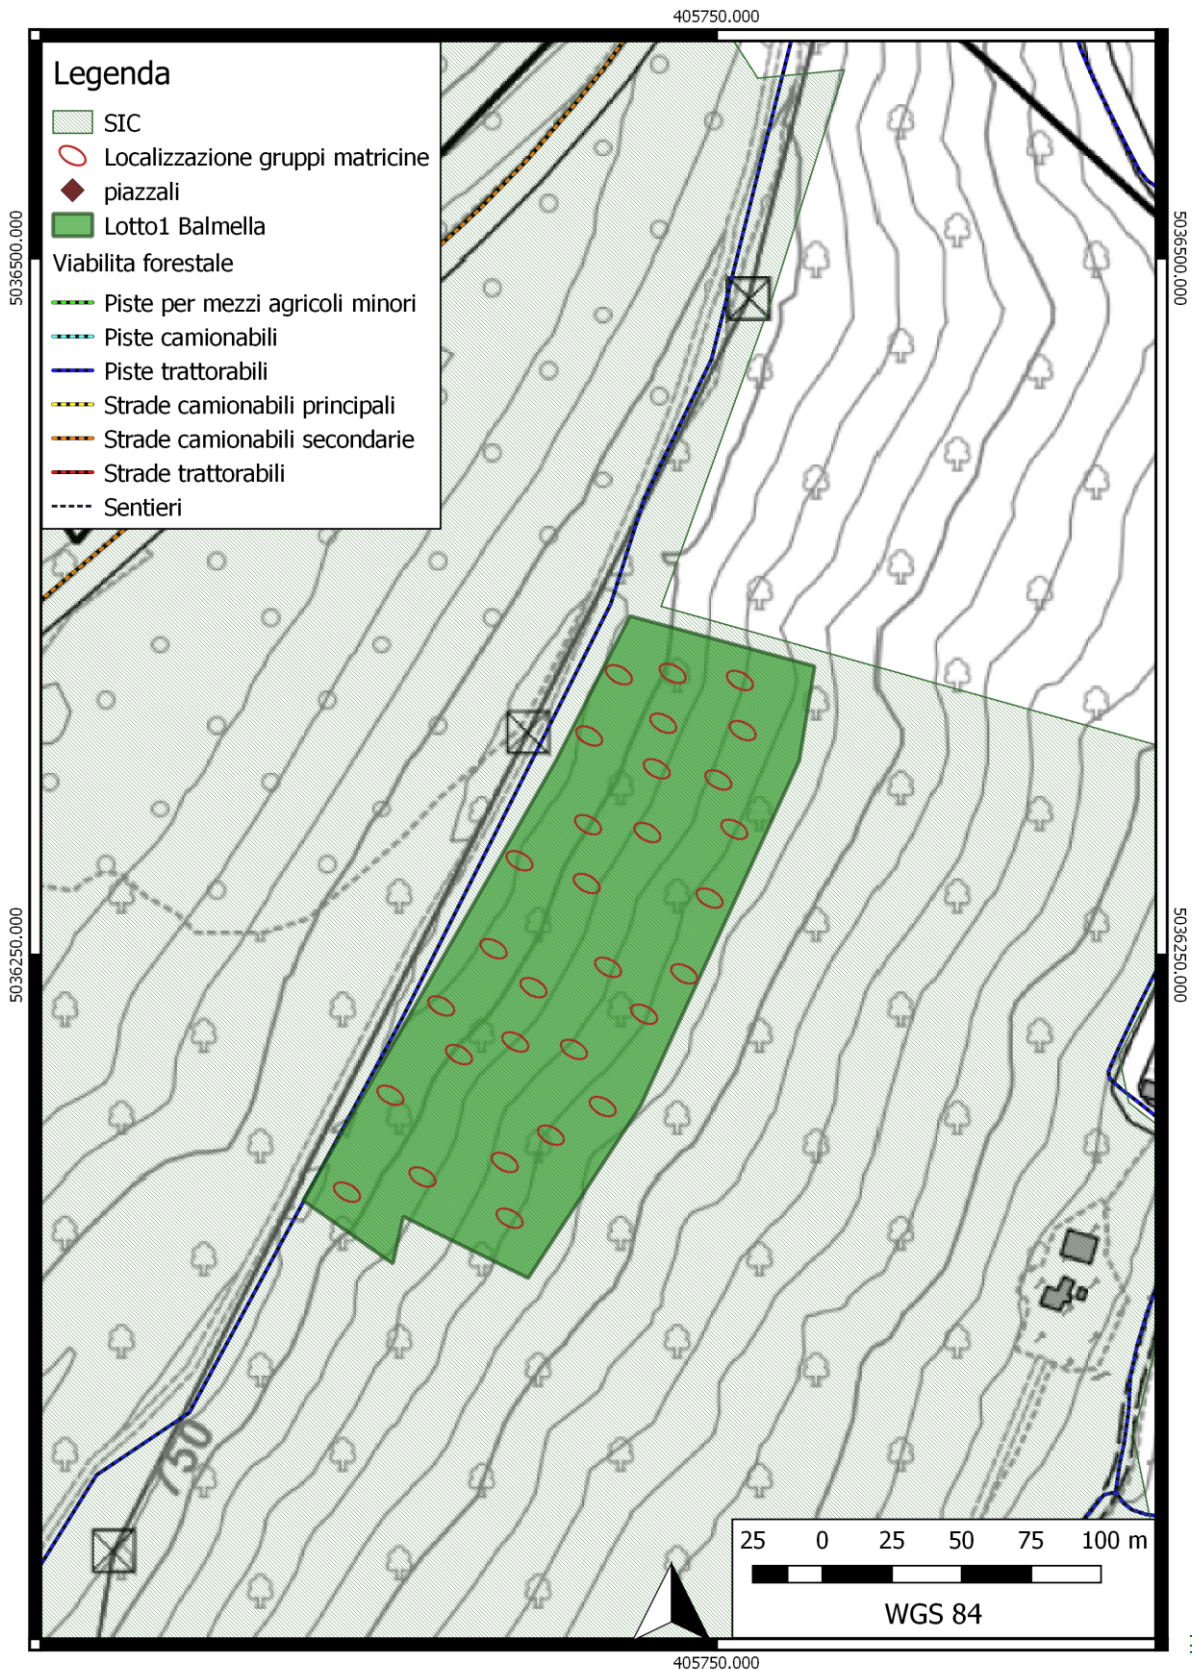 405750.000
Legenda
SIC
Localizzazione gruppi matricine
piazzali
Lotto1 Balmella
Viabilita forestale
Piste per mezzi agricoli minori
Piste camionabili
Piste trattorabili
Strade camionabili principali
Strade camionabili secondarie
Strade trattorabili
Sentieri
5036500.000
5036500.000
5036250.000
5036250.000
750
25 0 25 50 75 100 m
WGS 84
405750.000